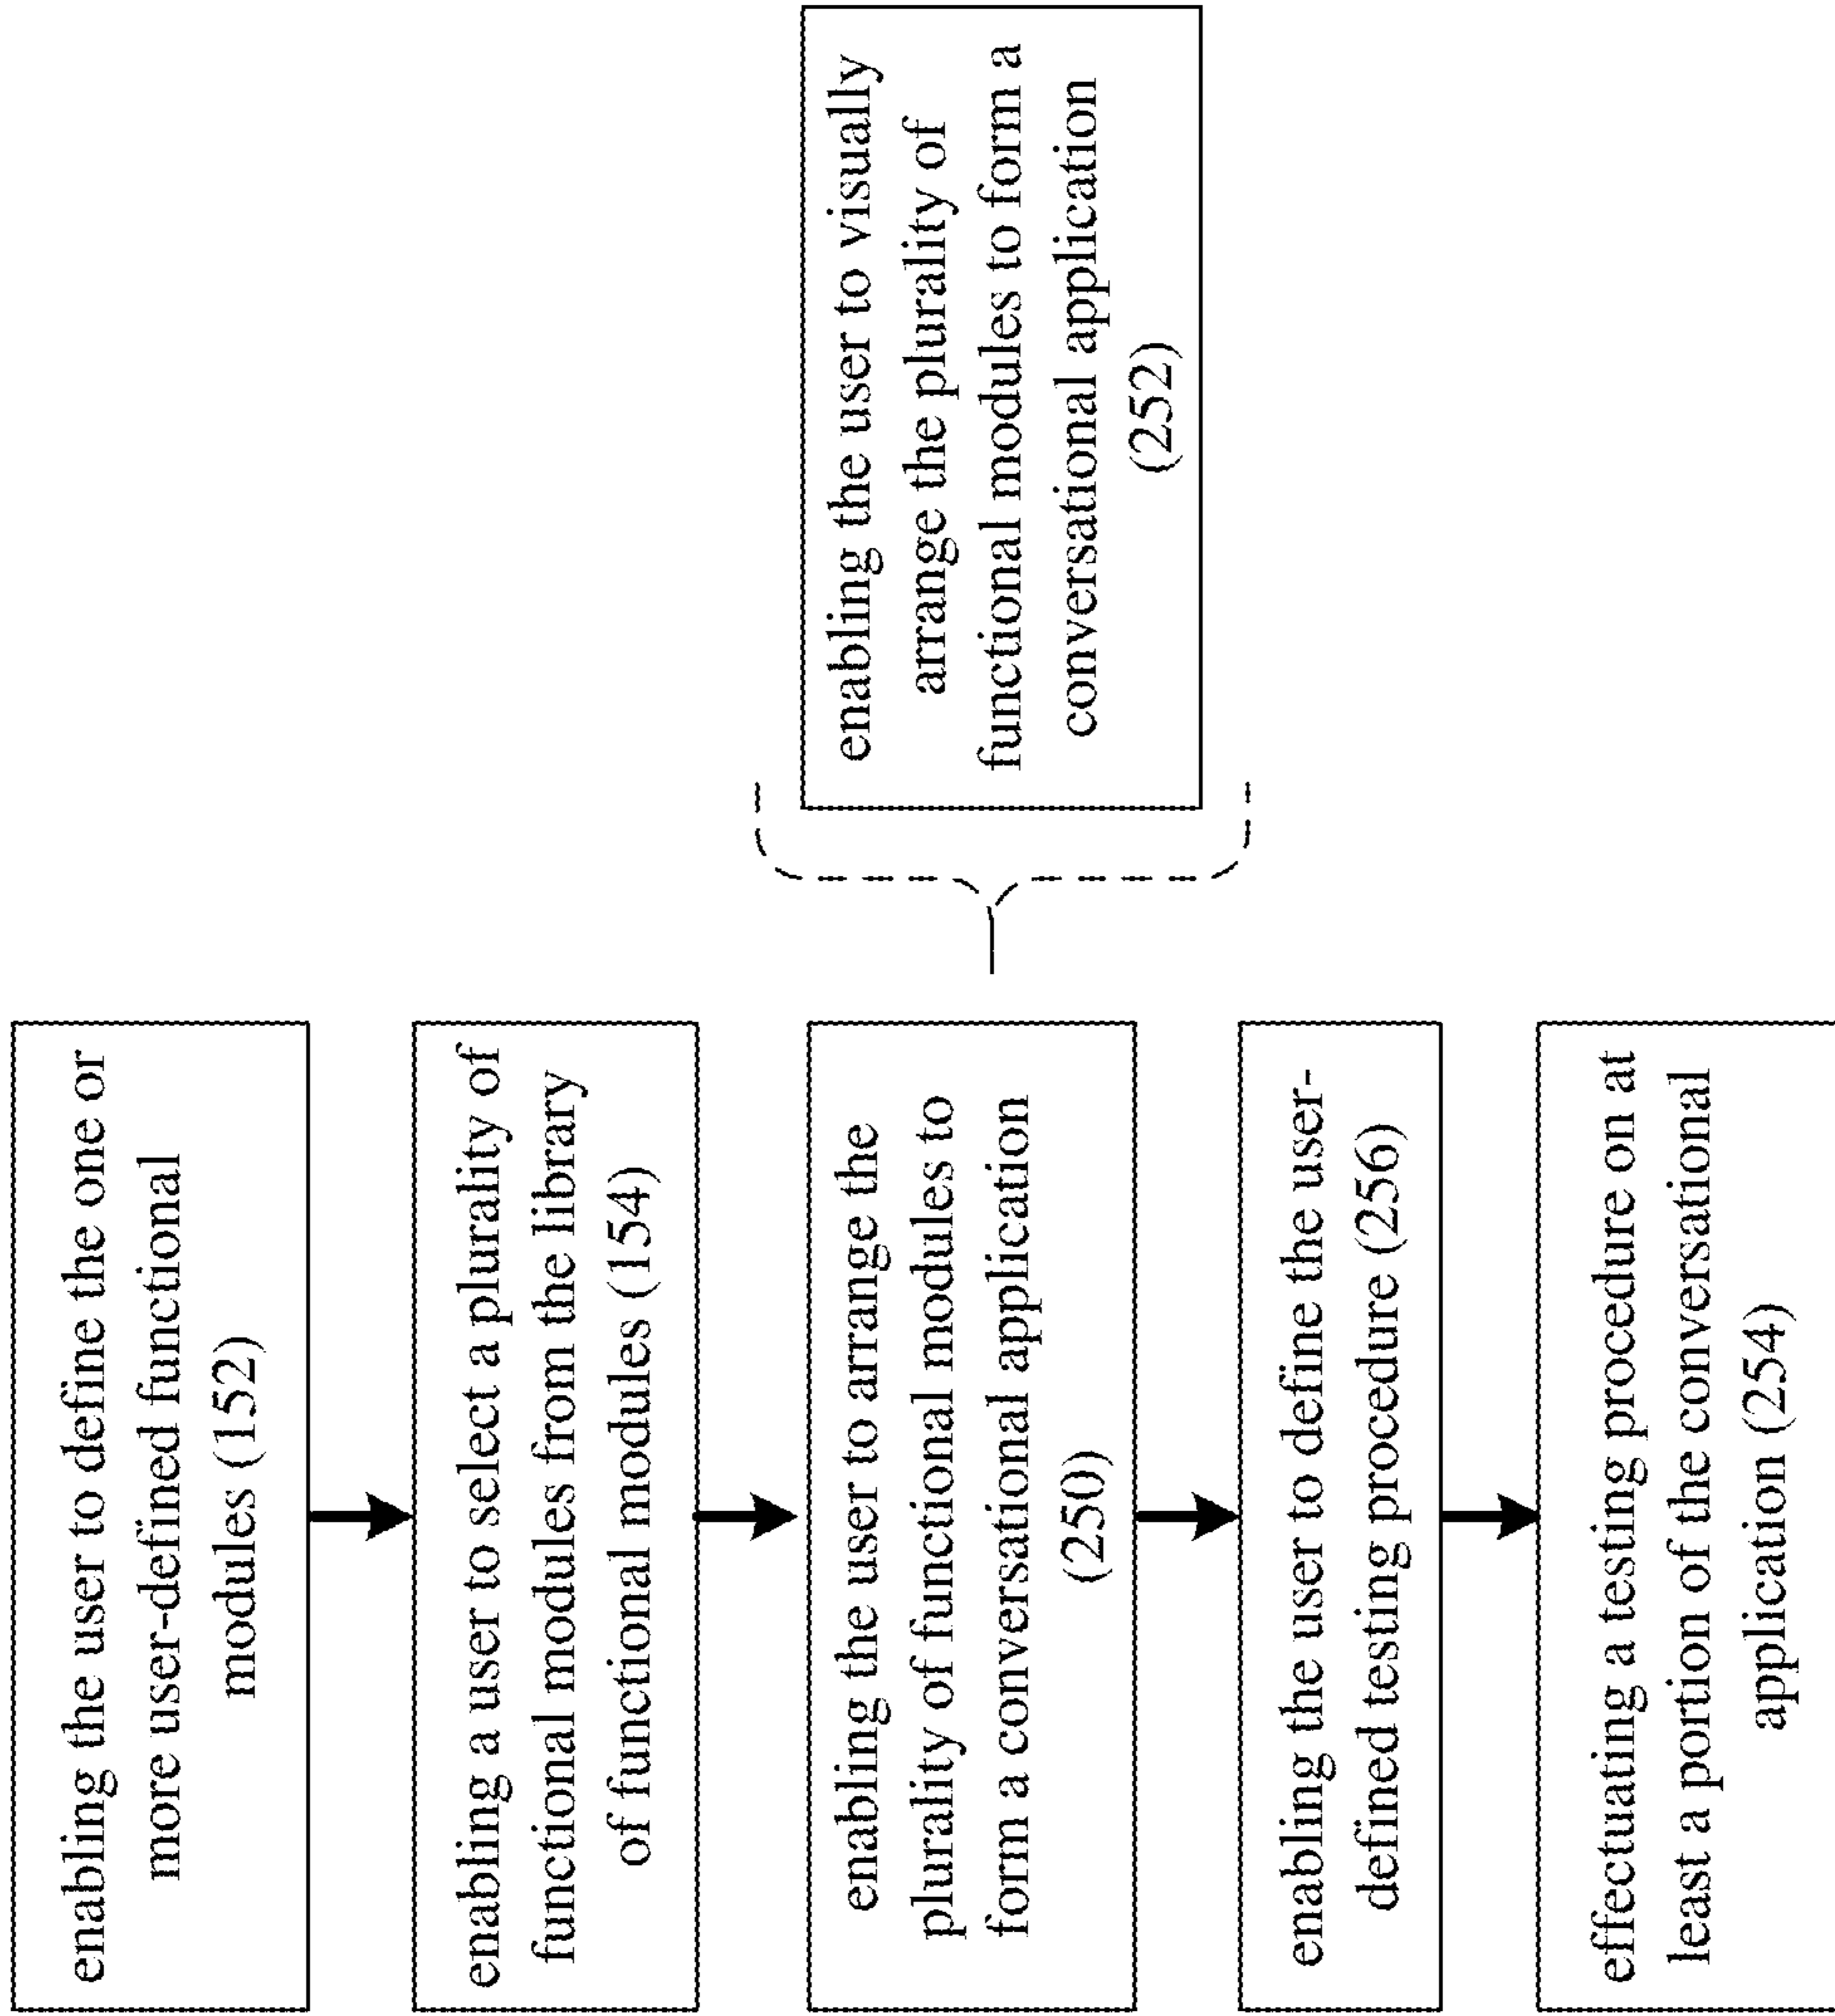 enabling the user to define the one or
more user-defined functional
modules (152)
enabling a user to select a plurality of
functional modules from the library
of functional modules (154)
enabling the user to arrange the
plurality of functional modules to
form a conversational application
(250)
enabling the user to visually
arrange the plurality of
functional modules to form a
conversational application
(252)
enabling the user to define the user-
defined testing procedure (256)
effectuating a testing procedure on at
least a portion of the conversational
application (254)